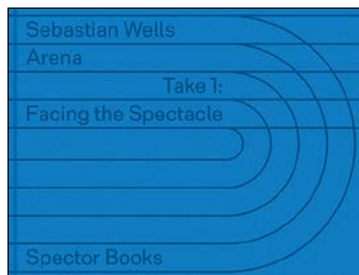 Sebastian Wells
Arena
Take 1:
Facing the Spectacle
Spector Books